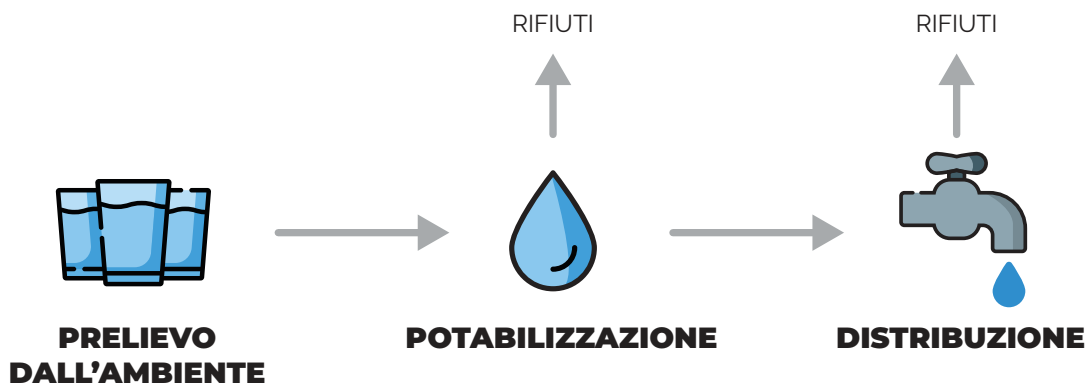 RIFIUTI
RIFIUTI
PRELIEVO
DALL'AMBIENTE
POTABILIZZAZIONE
DISTRIBUZIONE